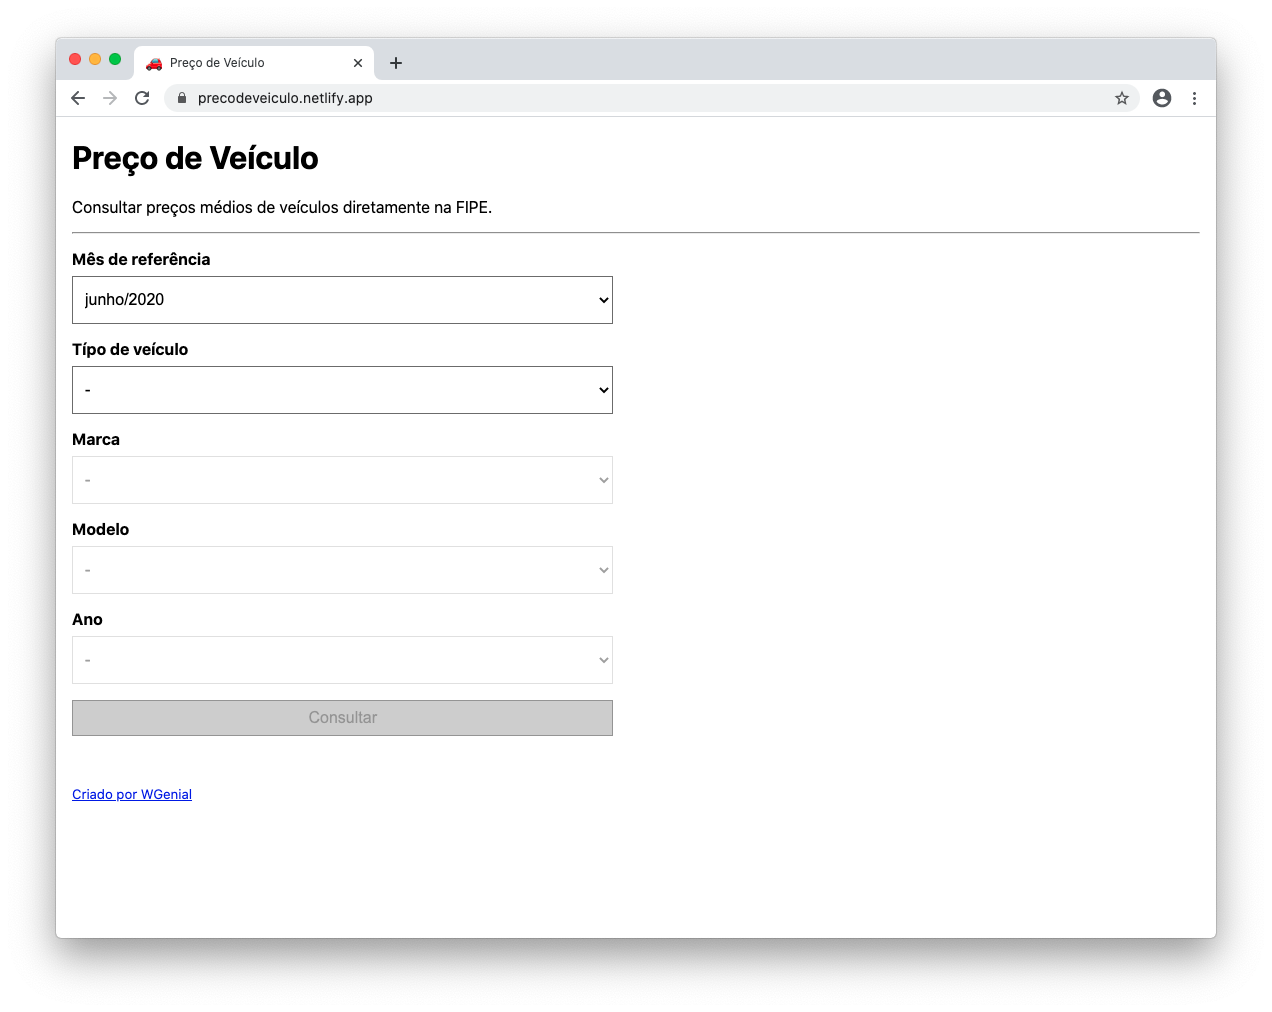 Preço de Veículo
precodeveiculo.netlify.app
Preço de Veículo
Consultar preços médios de veículos diretamente na FIPE.
Mês de referência
junho/2020
Típo de veículo
-
Marca
-
Modelo
-
Ano
-
Consultar
Criado por WGenial